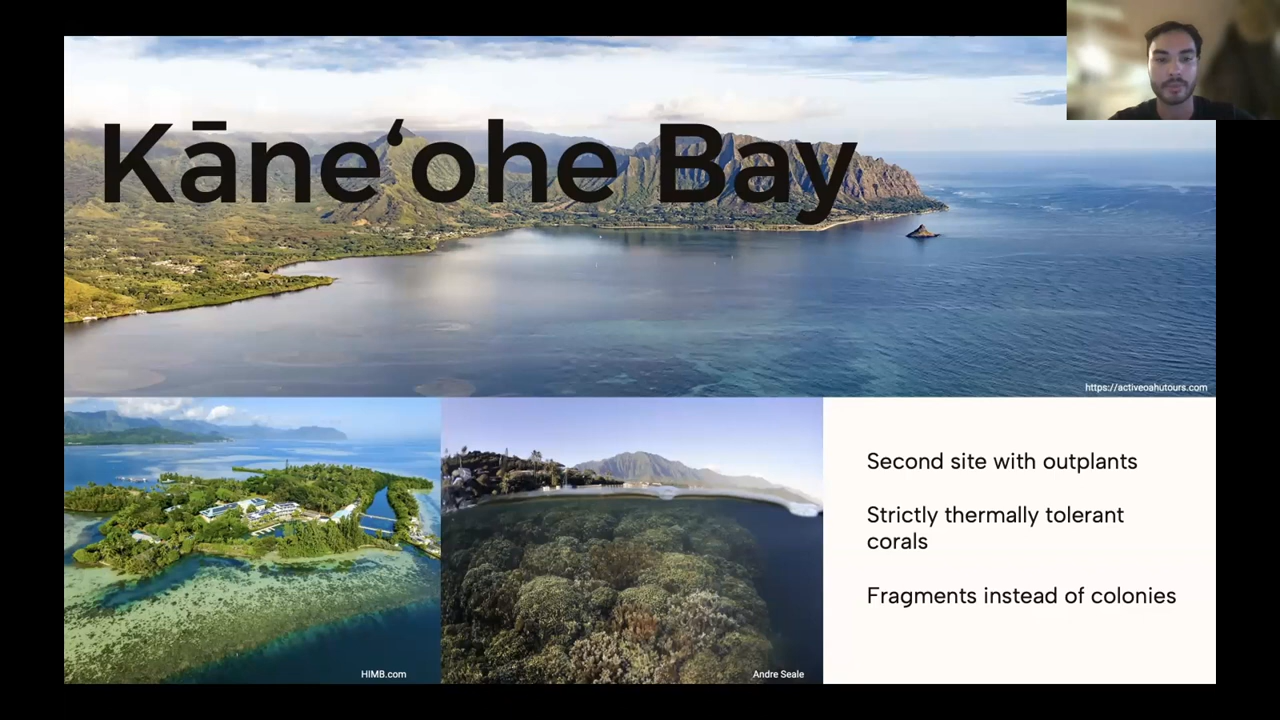 Kāneʻohe Bay
https://activeoahutours.com
HIMB.com
Andre Seale
Second site with outplants
Strictly thermally tolerant
corals
Fragments instead of colonies